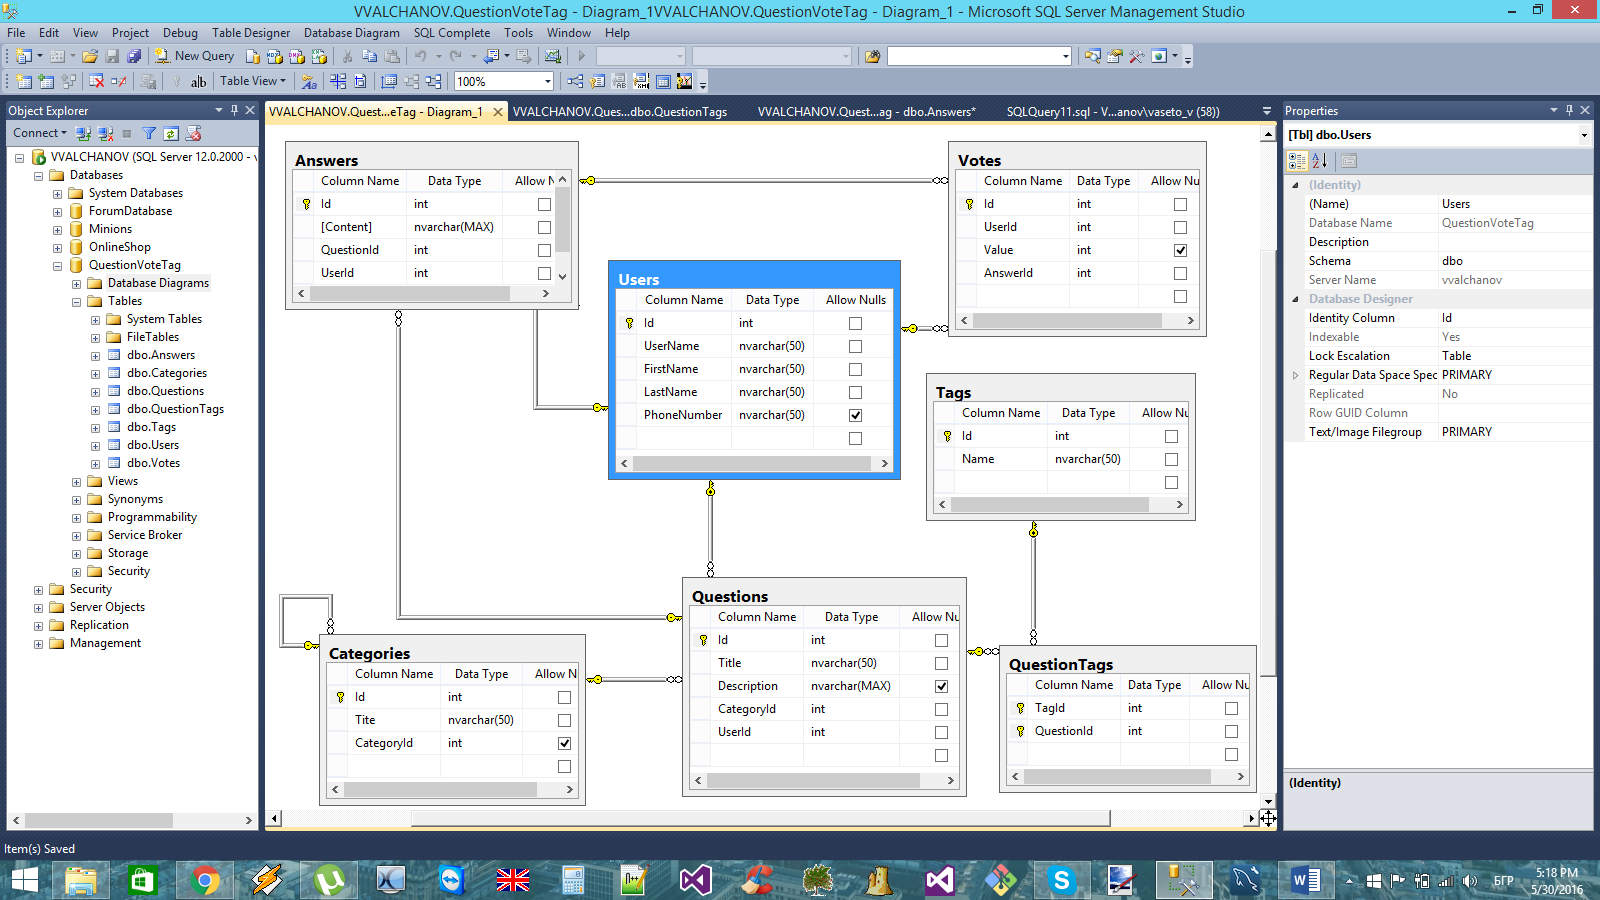 VVALCHANOV.QuestionVoteTag - Diagram_1VVALCHANOV.QuestionVoteTag - Diagram_1 - Microsoft SQL Server Management Studio
File Edit View Project Debug Table Designer Database Diagram SQL Complete Tools Window Help
New Query
Table View 100%
Object Explorer
Connect
VVALCHANOV (SQL Server 12.0.2000 - v
Databases
System Databases
ForumDatabase
Minions
OnlineShop
QuestionVoteTag
Database Diagrams
Tables
System Tables
FileTables
dbo.Answers
dbo.Categories
dbo.Questions
dbo.QuestionTags
dbo.Tags
dbo.Users
dbo.Votes
Views
Synonyms
Programmability
Service Broker
Storage
Security
Security
Server Objects
Replication
Management
VVALCHANOV.Quest...eTag - Diagram_1 VVALCHANOV.Ques...dbo.QuestionTags VVALCHANOV.Quest...ag - dbo.Answers* SQLQuery11.sql - V...anov\vaseto_v (58))
Answers
Column Name Data Type Allow N
Id int
[Content] nvarchar(MAX)
QuestionId int
UserId int
Users
Column Name Data Type Allow Nulls
Id int
UserName nvarchar(50)
FirstName nvarchar(50)
LastName nvarchar(50)
PhoneNumber nvarchar(50)
Votes
Column Name Data Type Allow Nu
Id int
UserId int
Value int
AnswerId int
Tags
Column Name Data Type Allow Nu
Id int
Name nvarchar(50)
Categories
Column Name Data Type Allow N
Id int
Tite nvarchar(50)
CategoryId int
Questions
Column Name Data Type Allow Nu
Id int
Title nvarchar(50)
Description nvarchar(MAX)
CategoryId int
UserId int
QuestionTags
Column Name Data Type Allow Nu
TagId int
QuestionId int
Properties
[Tbl] dbo.Users
(Identity)
(Name) Users
Database Name QuestionVoteTag
Description
Schema dbo
Server Name vvalchanov
Database Designer
Identity Column Id
Indexable Yes
Lock Escalation Table
Regular Data Space Spec PRIMARY
Replicated No
Row GUID Column
Text/Image Filegroup PRIMARY
(Identity)
Item(s) Saved
БГР
5:18 PM
5/30/2016